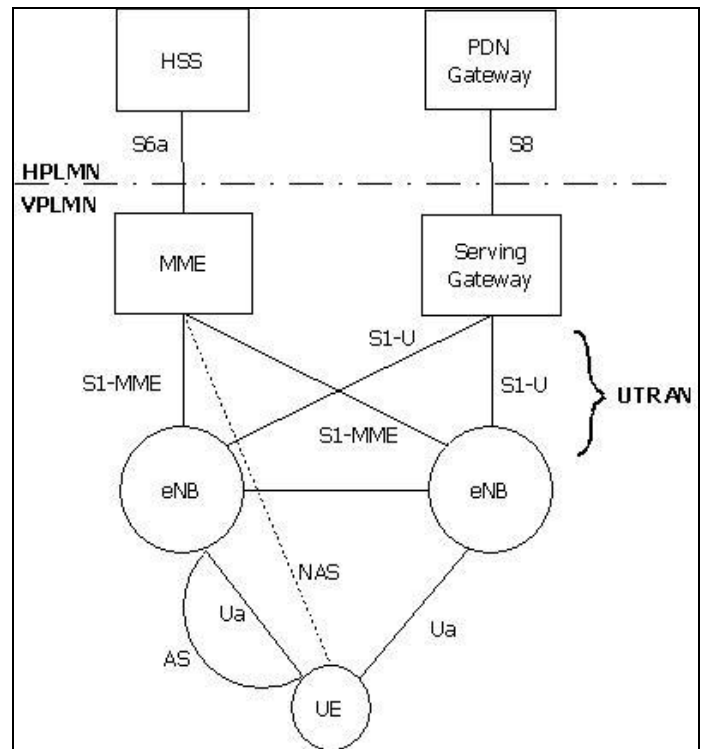 HSS
PDN
Gateway
S6a
S8
HPLMN
VPLMN
MME
Serving
Gateway
S1-U
S1-MME
S1-U
UTRAN
S1-MME
eNB
eNB
NAS
Ua
Ua
AS
UE